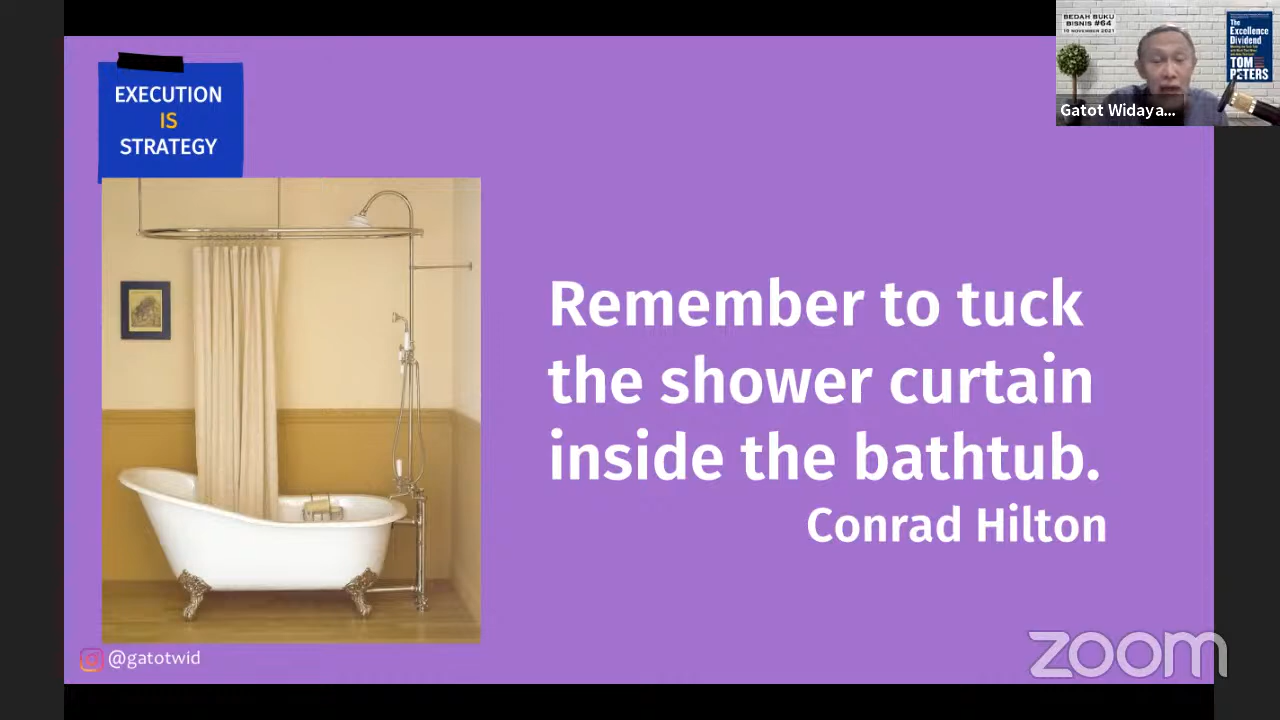 EXECUTION
IS
STRATEGY
Remember to tuck
the shower curtain
inside the bathtub.
Conrad Hilton
@gatotwid
zoom
BEDAH BUKU
BISNIS #64
10 NOVEMBER 2021
The
Excellence
Dividend
TOM
PETERS
Gatot Widaya...